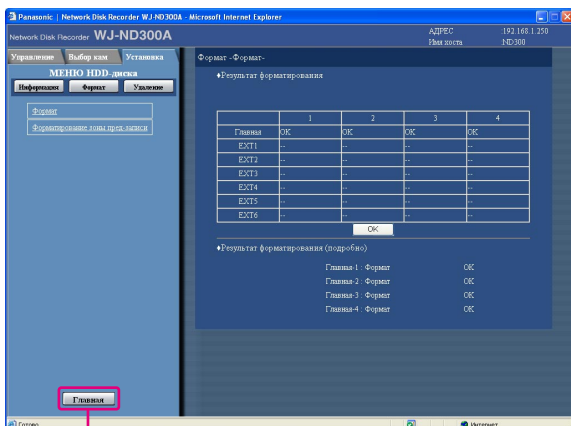 Panasonic | Network Disk Recorder WJ-ND300A - Microsoft Internet Explorer
Network Disk Recorder WJ-ND300A
АДРЕС :192.168.1.250
Имя хоста :ND300
Управление Выбор кам Установка
МЕНЮ HDD-диска
Информация Формат Удаление
Формат
Форматирование зоны пред-записи
Формат -Формат-
♦Результат форматирования
1 2 3 4
Главная OK OK OK OK
EXT1 -- -- -- --
EXT2 -- -- -- --
EXT3 -- -- -- --
EXT4 -- -- -- --
EXT5 -- -- -- --
EXT6 -- -- -- --
OK
♦Результат форматирования (подробно)
Главная-1 : Формат OK
Главная-2 : Формат OK
Главная-3 : Формат OK
Главная-4 : Формат OK
Главная
Готово
Интернет